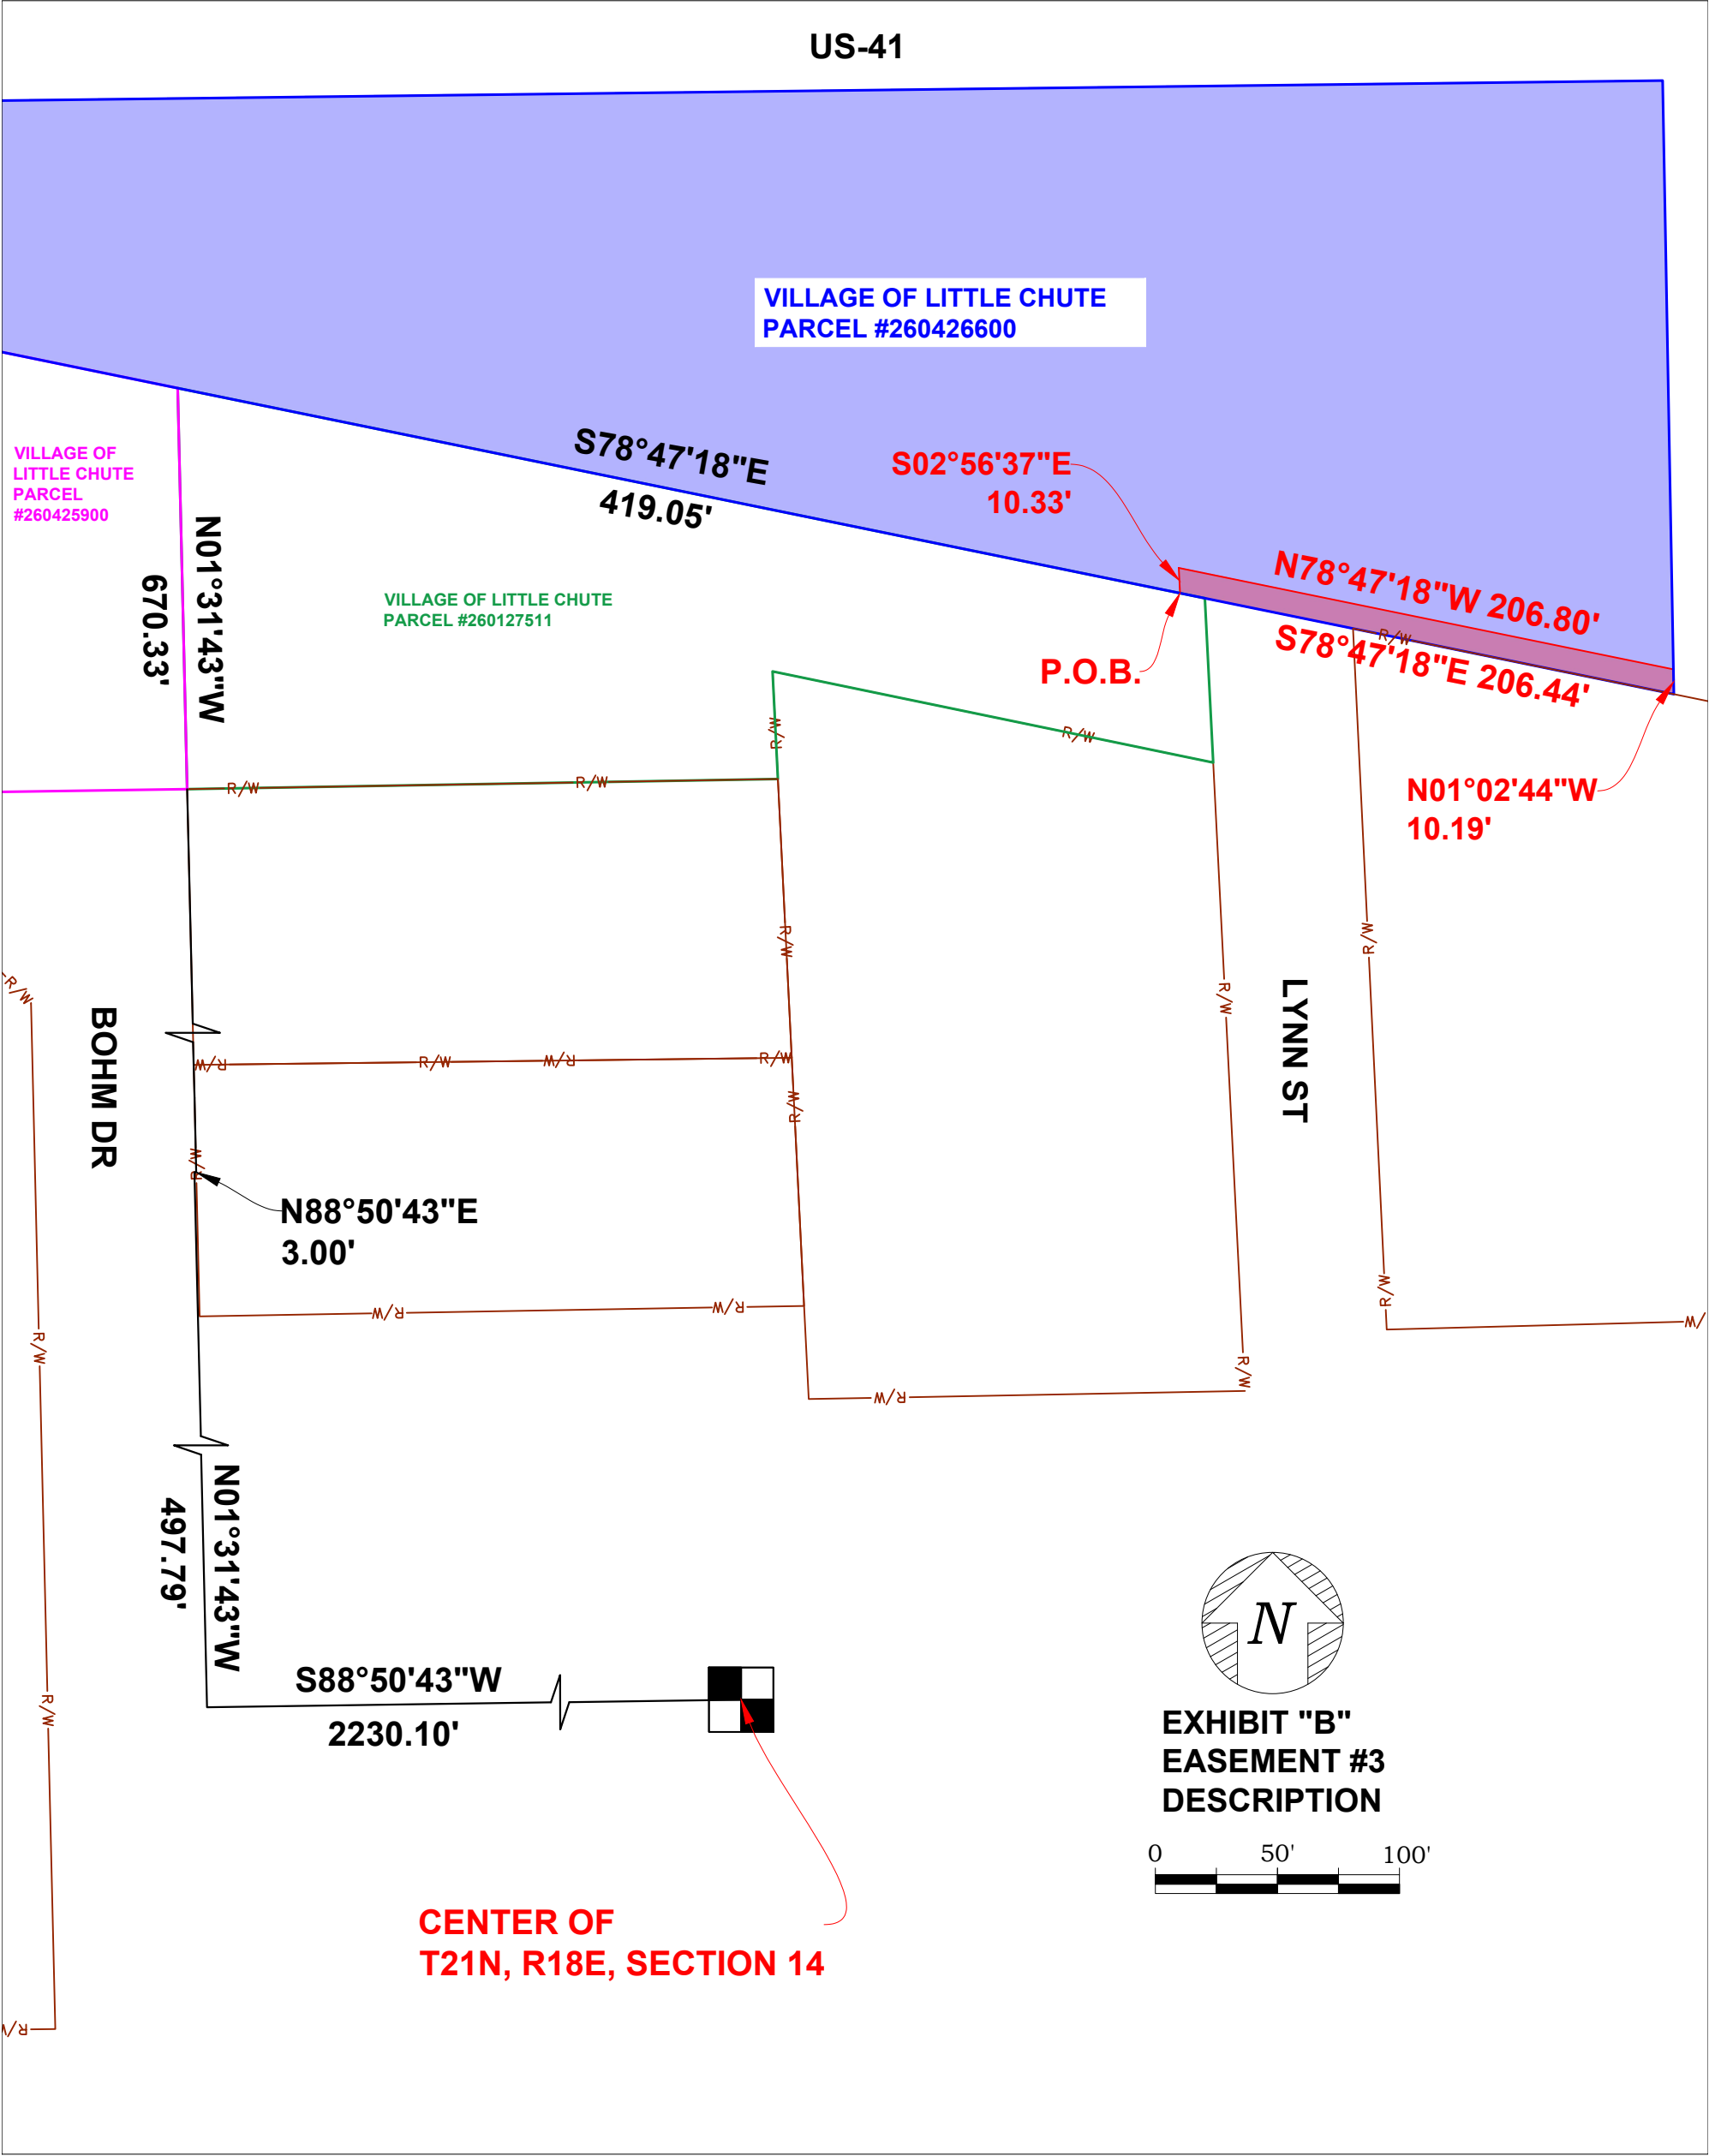 US-41
VILLAGE OF LITTLE CHUTE
PARCEL #260426600
S78°47'18"E
419.05'
S02°56'37"E
10.33'
N78°47'18"W 206.80'
R/W
S78°47'18"E 206.44'
P.O.B.
N01°02'44"W
10.19'
VILLAGE OF
LITTLE CHUTE
PARCEL
#260425900
N01°31'43"W
670.33'
VILLAGE OF LITTLE CHUTE
PARCEL #260127511
R/W
R/W
R/W
R/W
R/W
R/W
R/W
R/W
R/W
BOHM DR
LYNN ST
R/W
R/W
R/W
R/W
R/W
R/W
N88°50'43"E
3.00'
R/W
R/W
R/W
R/W
/W
R/W
R/W
N01°31'43"W
497.79'
S88°50'43"W
2230.10'
R/W
R/W
N
EXHIBIT "B"
EASEMENT #3
DESCRIPTION
0 50' 100'
CENTER OF
T21N, R18E, SECTION 14